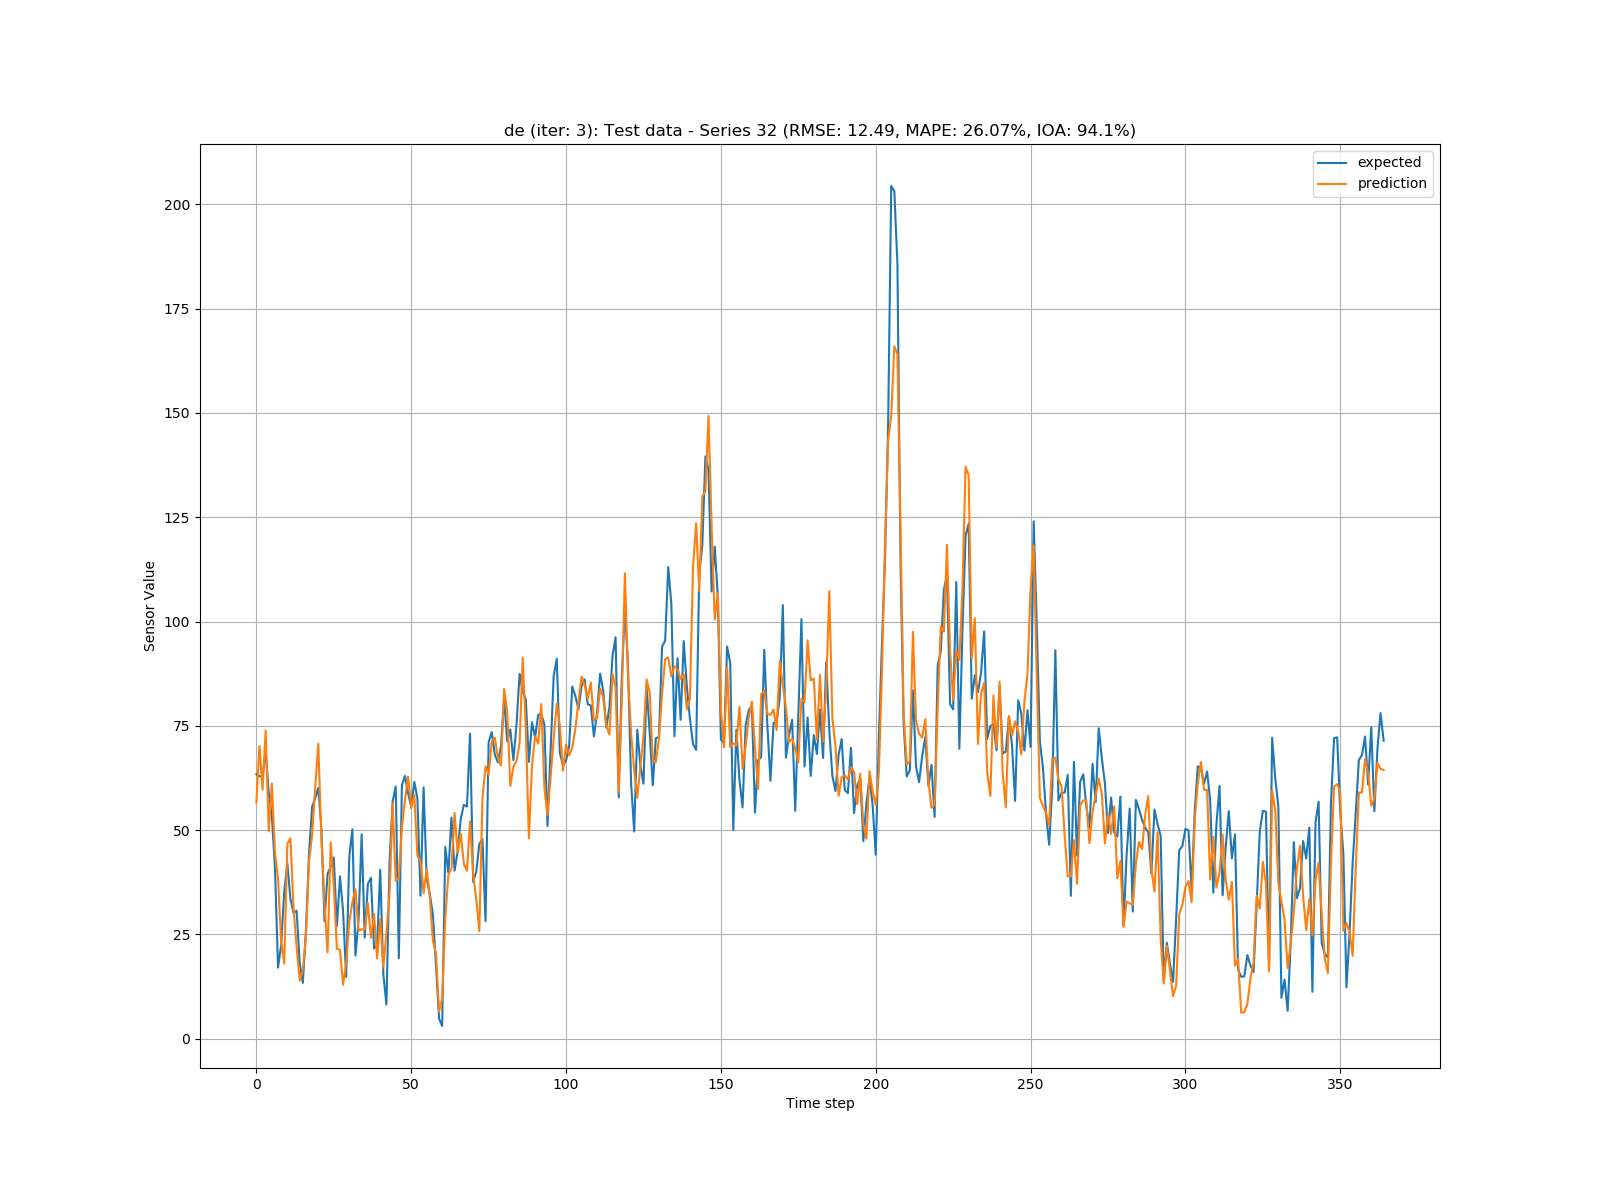 de (iter: 3): Test data - Series 32 (RMSE: 12.49, MAPE: 26.07%, IOA: 94.1%)
expected
prediction
200
175
150
125
100
75
50
25
0
Sensor Value
0 50 100 150 200 250 300 350
Time step